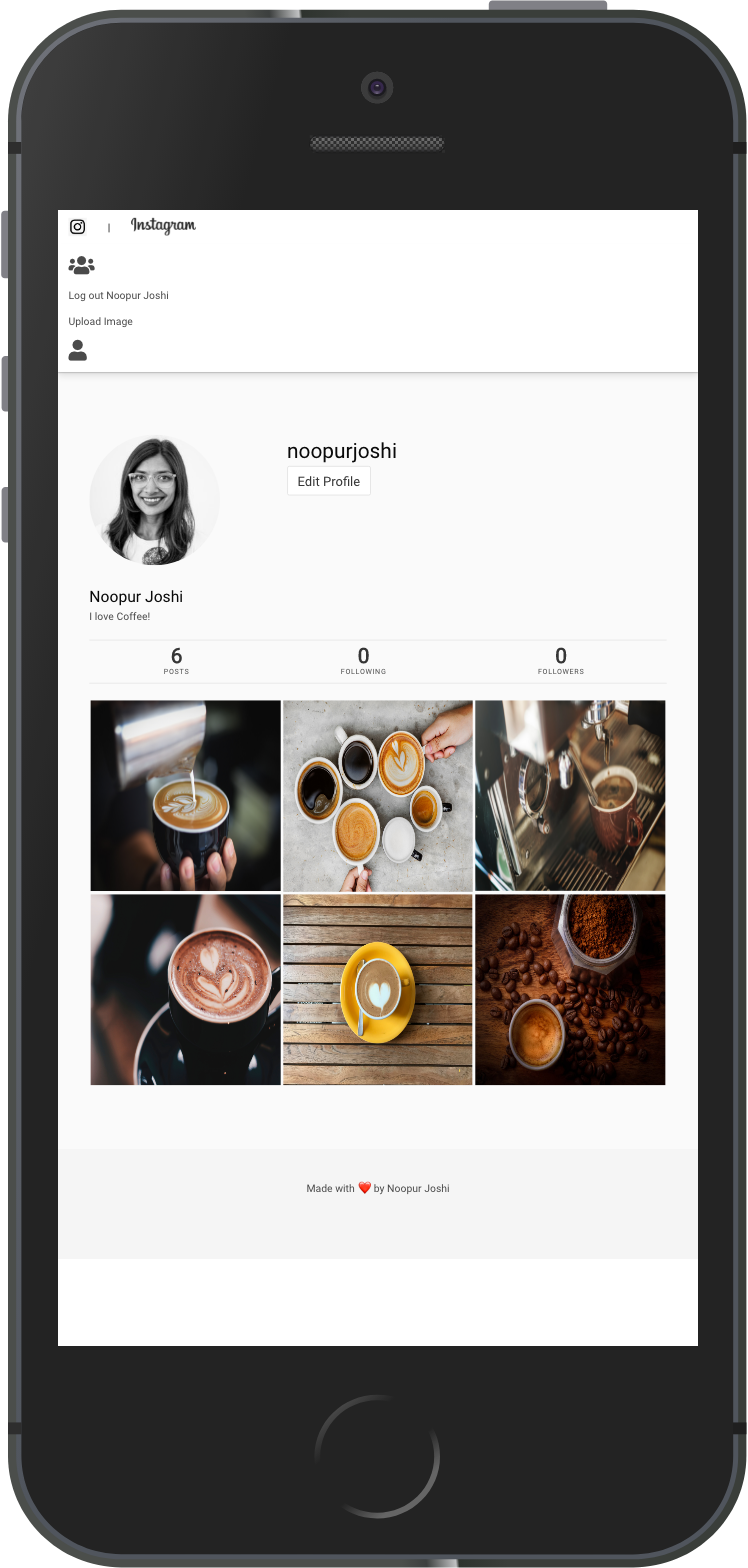 | Instagram
Log out Noopur Joshi
Upload Image
noopurjoshi
Edit Profile
Noopur Joshi
I love Coffee!
6 0 0
POSTS FOLLOWING FOLLOWERS
Made with ❤️ by Noopur Joshi